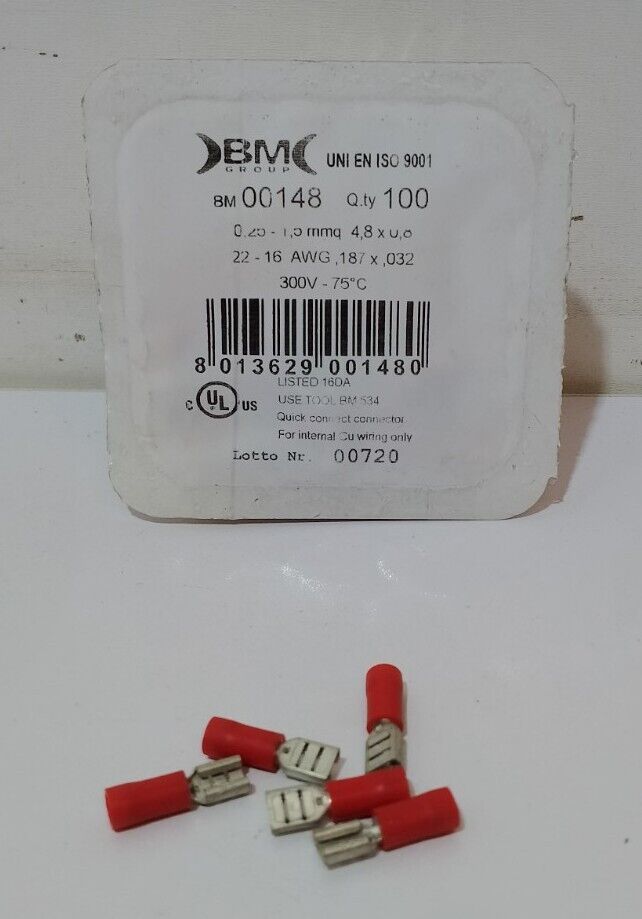 BM GROUP UNI EN ISO 9001
BM 00148 Q.ty 100
0,25 - 1,5 mmq 4,8 x 0,8
22 - 16 AWG ,187 x ,032
300V - 75°C
8 013629 001480
LISTED 16DA
C UL US USE TOOL BM 534
Quick connect connector
For internal Cu wiring only
Lotto Nr. 00720